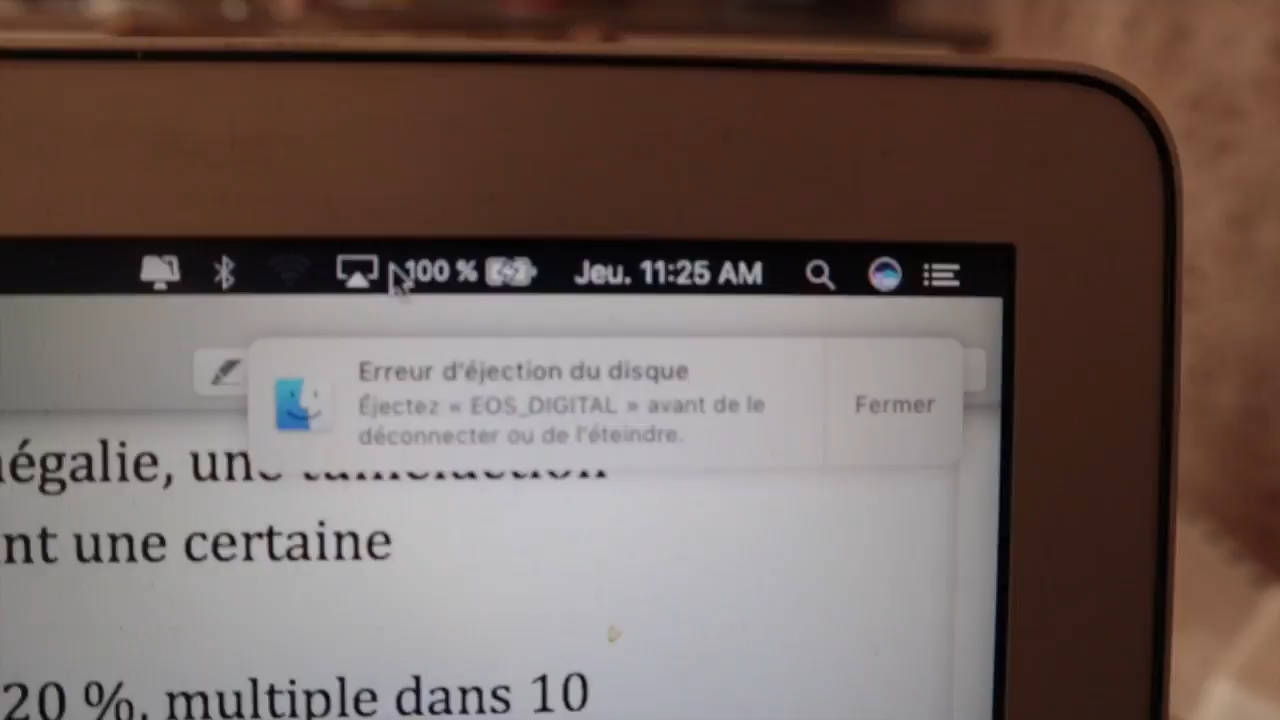 100 % Jeu. 11:25 AM
Erreur d'éjection du disque
Éjectez « EOS_DIGITAL » avant de le
déconnecter ou de l'éteindre.
Fermer
égalie, une
nt une certaine
20 %, multiple dans 10